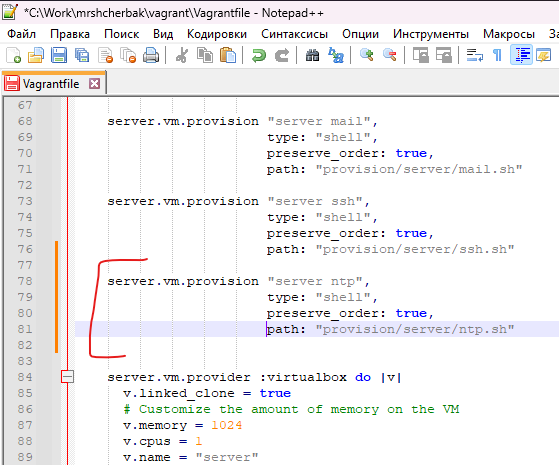 *C:\Work\mrshcherbak\vagrant\Vagrantfile - Notepad++
Файл Правка Поиск Вид Кодировки Синтаксисы Опции Инструменты Макросы За
Vagrantfile
67
68 server.vm.provision "server mail",
69 type: "shell",
70 preserve_order: true,
71 path: "provision/server/mail.sh"
72
73 server.vm.provision "server ssh",
74 type: "shell",
75 preserve_order: true,
76 path: "provision/server/ssh.sh"
77
78 server.vm.provision "server ntp",
79 type: "shell",
80 preserve_order: true,
81 path: "provision/server/ntp.sh"
82
83
84 server.vm.provider :virtualbox do |v|
85 v.linked_clone = true
86 # Customize the amount of memory on the VM
87 v.memory = 1024
88 v.cpus = 1
89 v.name = "server"